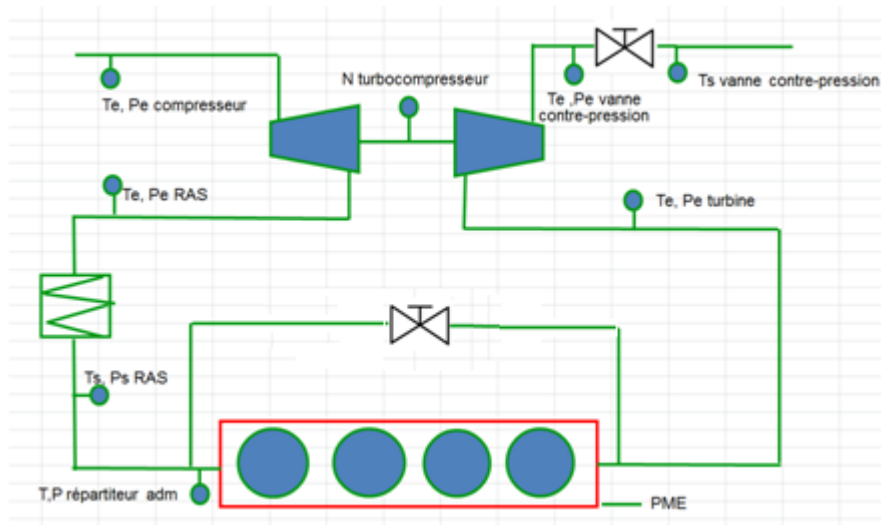 N turbocompresseur
Ts vanne contre-pression
Te, Pe compresseur
Te ,Pe vanne
contre-pression
Te, Pe RAS
Te, Pe turbine
Ts, Ps RAS
T,P répartiteur adm
PME